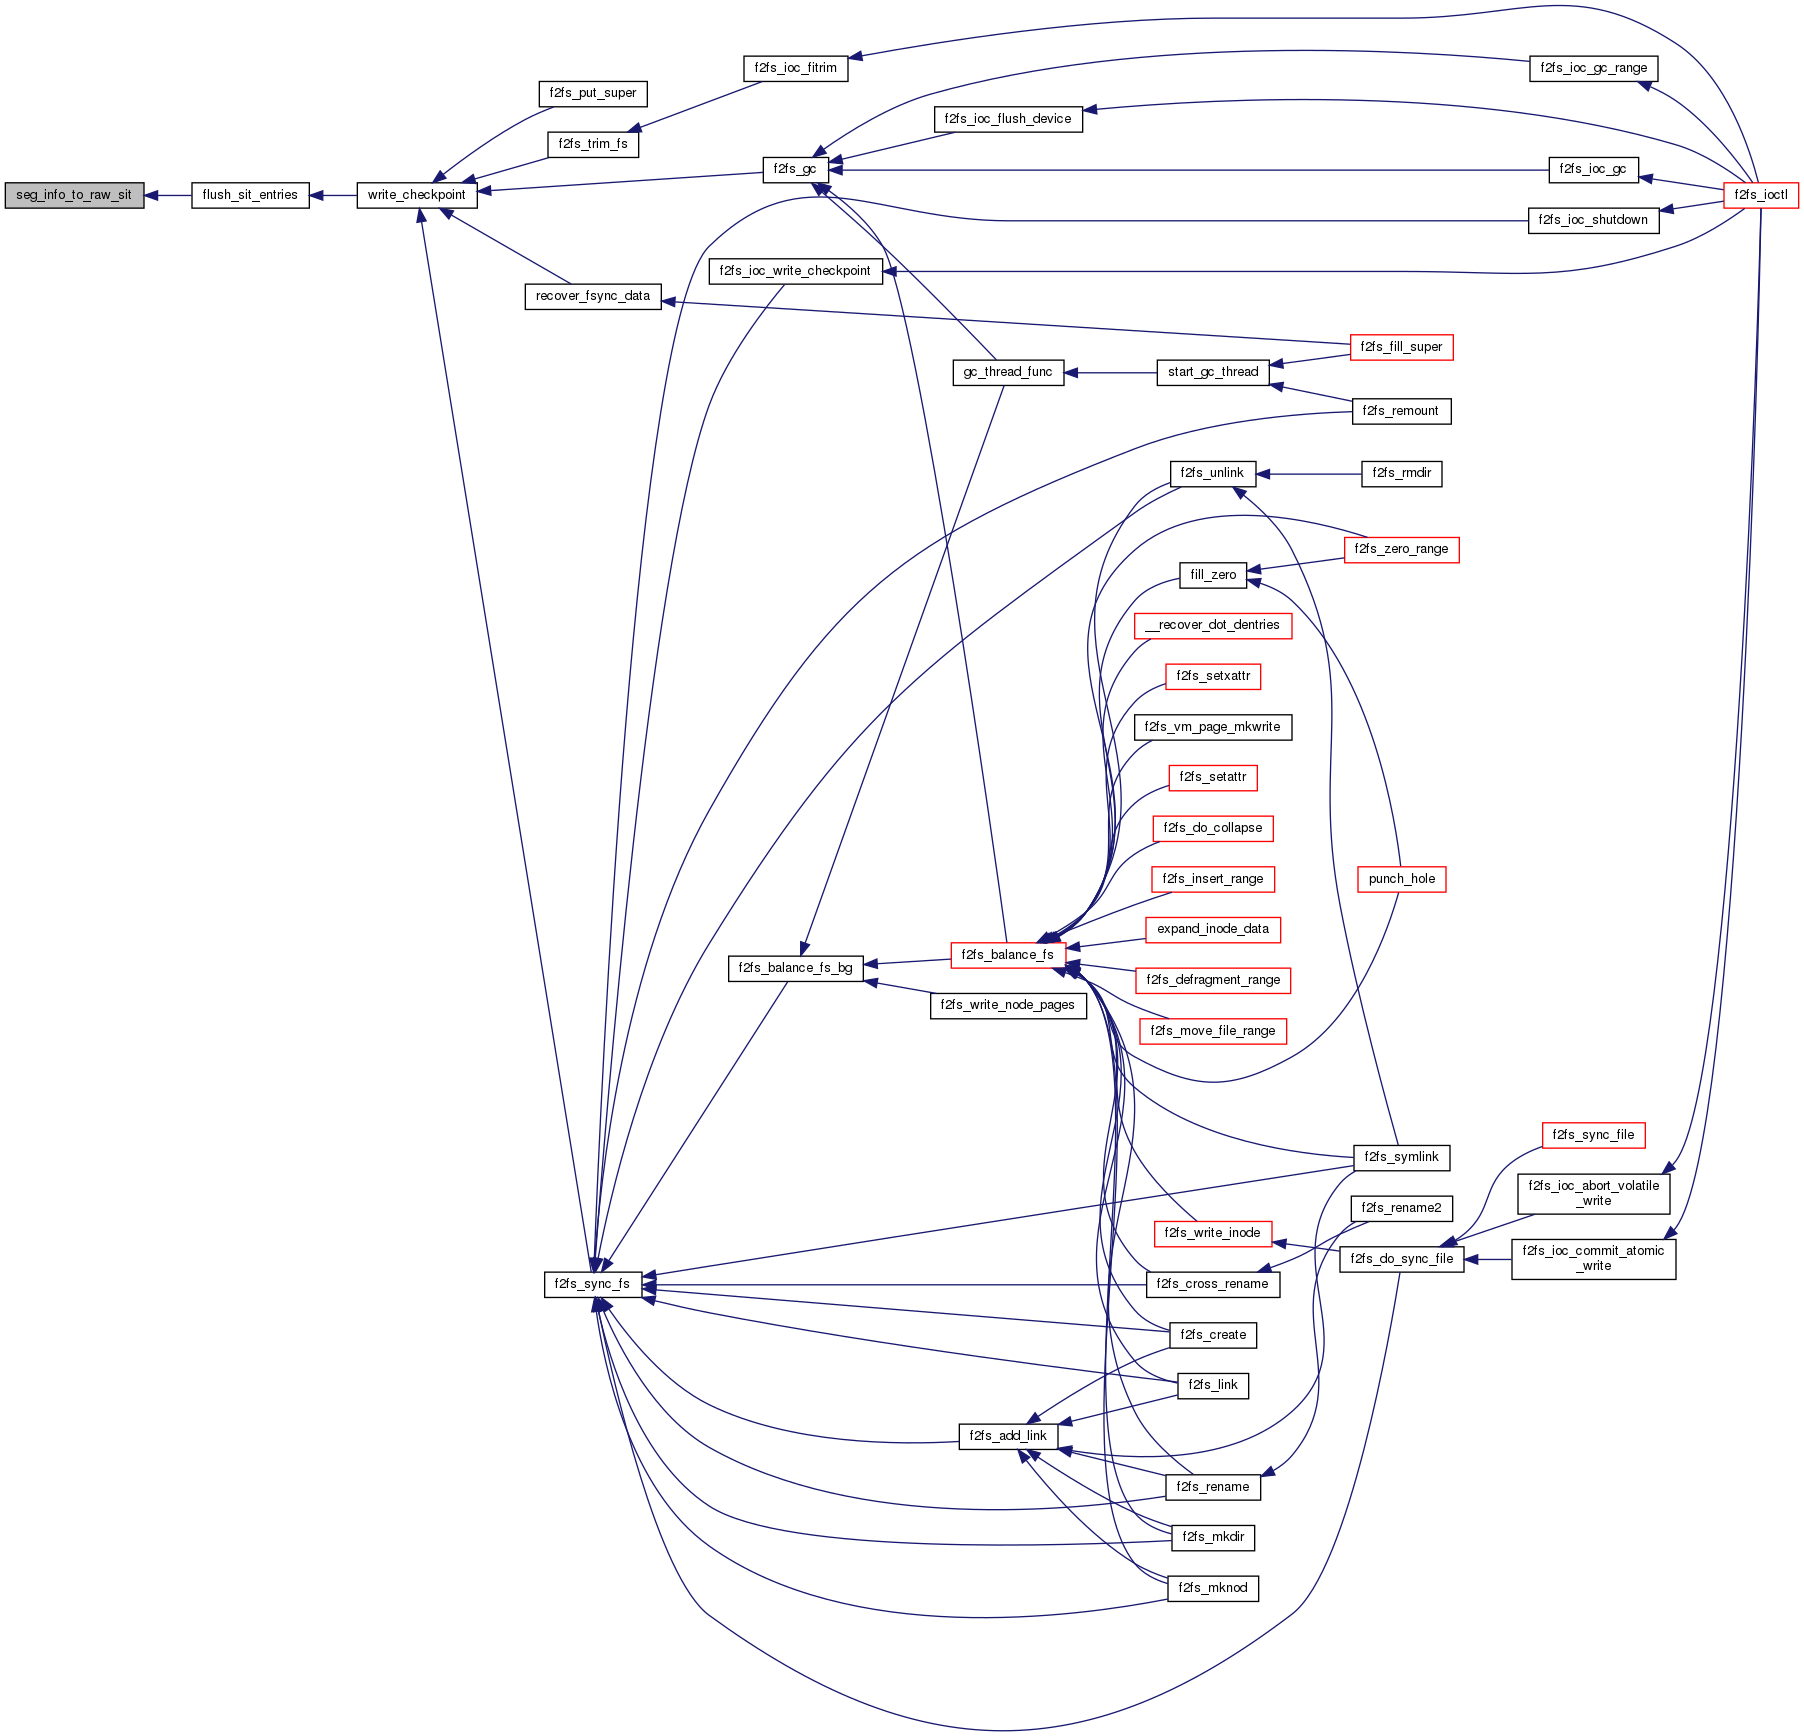 seg_info_to_raw_sit
flush_sit_entries
write_checkpoint
f2fs_put_super
f2fs_trim_fs
recover_fsync_data
f2fs_sync_fs
f2fs_ioc_fitrim
f2fs_gc
f2fs_ioc_write_checkpoint
f2fs_balance_fs_bg
f2fs_ioc_flush_device
gc_thread_func
f2fs_balance_fs
f2fs_write_node_pages
f2fs_add_link
start_gc_thread
f2fs_unlink
fill_zero
__recover_dot_dentries
f2fs_setxattr
f2fs_vm_page_mkwrite
f2fs_setattr
f2fs_do_collapse
f2fs_insert_range
expand_inode_data
f2fs_defragment_range
f2fs_move_file_range
f2fs_write_inode
f2fs_cross_rename
f2fs_create
f2fs_link
f2fs_rename
f2fs_mkdir
f2fs_mknod
f2fs_fill_super
f2fs_remount
f2fs_rmdir
f2fs_zero_range
punch_hole
f2fs_symlink
f2fs_rename2
f2fs_do_sync_file
f2fs_ioc_gc_range
f2fs_ioc_gc
f2fs_ioc_shutdown
f2fs_sync_file
f2fs_ioc_abort_volatile
_write
f2fs_ioc_commit_atomic
_write
f2fs_ioctl